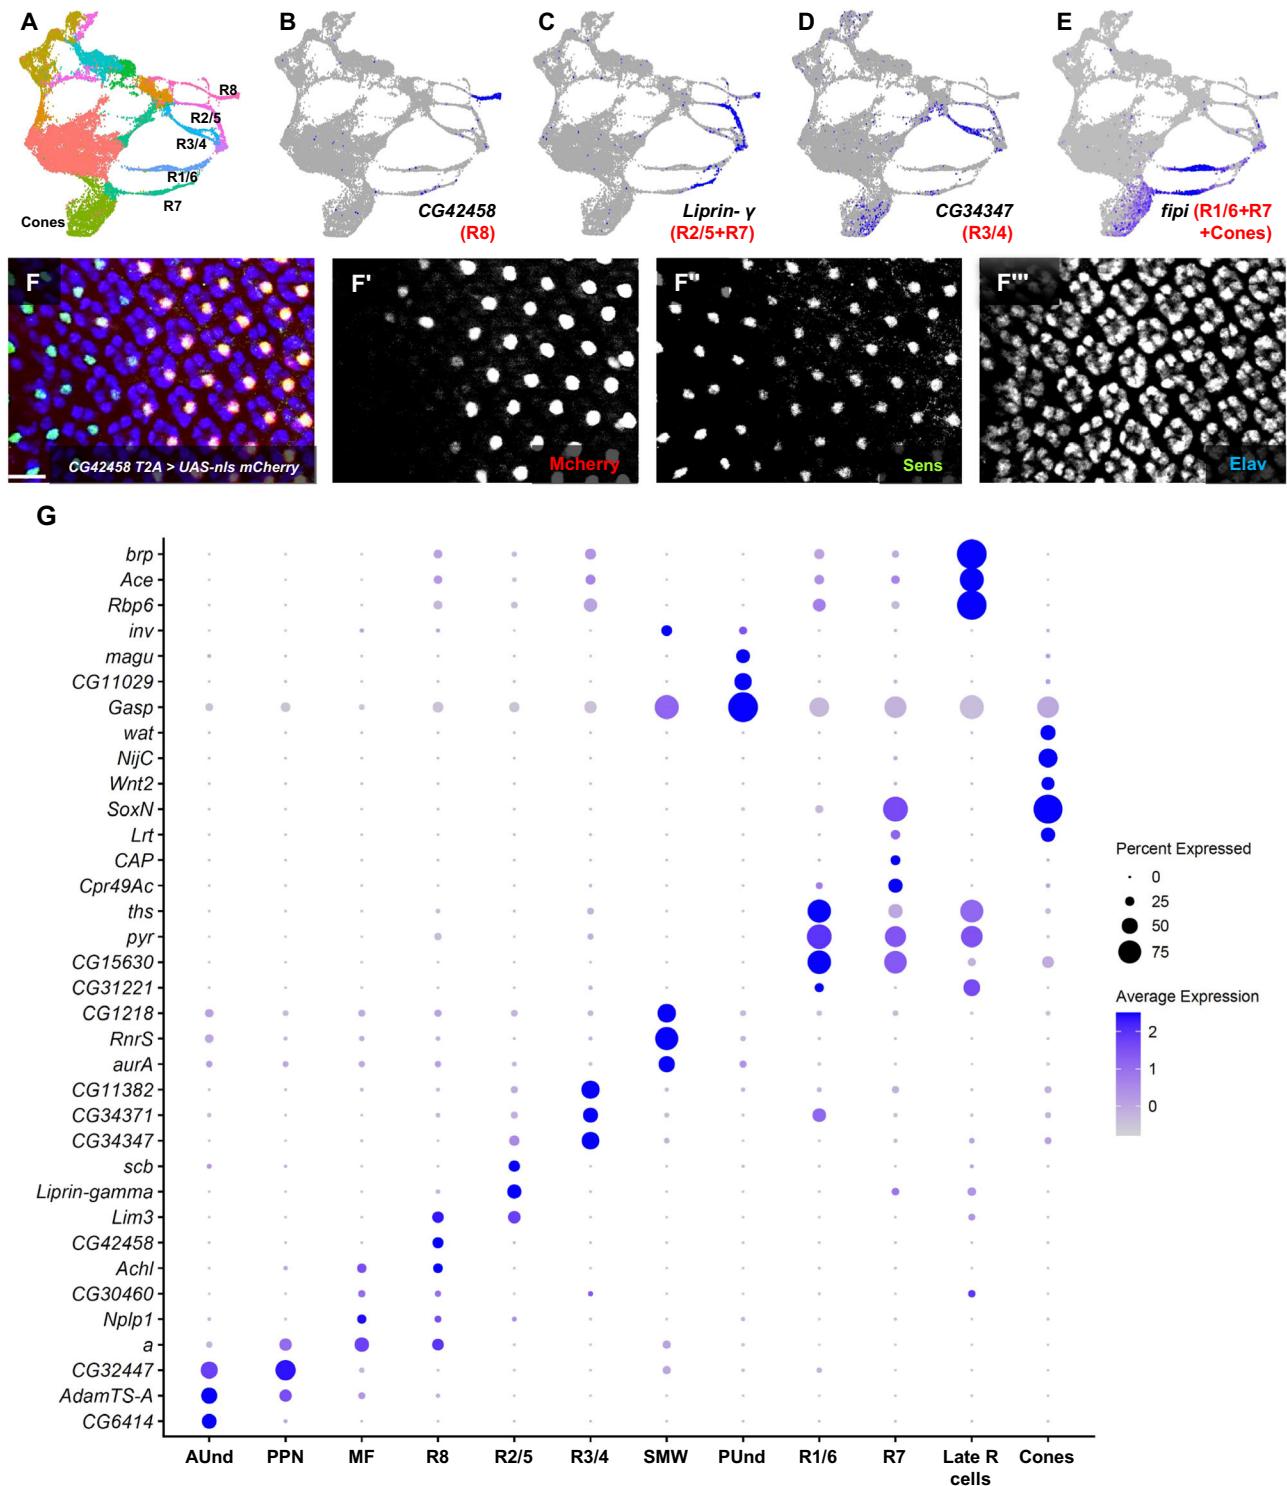 A
B
C
D
E
R8
R2/5
R3/4
R1/6
R7
Cones
CG42458
(R8)
Liprin- γ
(R2/5+R7)
CG34347
(R3/4)
fipi (R1/6+R7
+Cones)
F
F'
F"
F"'
CG42458 T2A > UAS-nls mCherry
Mcherry
Sens
Elav
G
brp
Ace
Rbp6
inv
magu
CG11029
Gasp
wat
NijC
Wnt2
SoxN
Lrt
CAP
Cpr49Ac
ths
pyr
CG15630
CG31221
CG1218
RnrS
aurA
CG11382
CG34371
CG34347
scb
Liprin-gamma
Lim3
CG42458
Achl
CG30460
Nplp1
a
CG32447
AdamTS-A
CG6414
AUnd
PPN
MF
R8
R2/5
R3/4
SMW
PUnd
R1/6
R7
Late R
cells
Cones
Percent Expressed
0
25
50
75
Average Expression
2
1
0